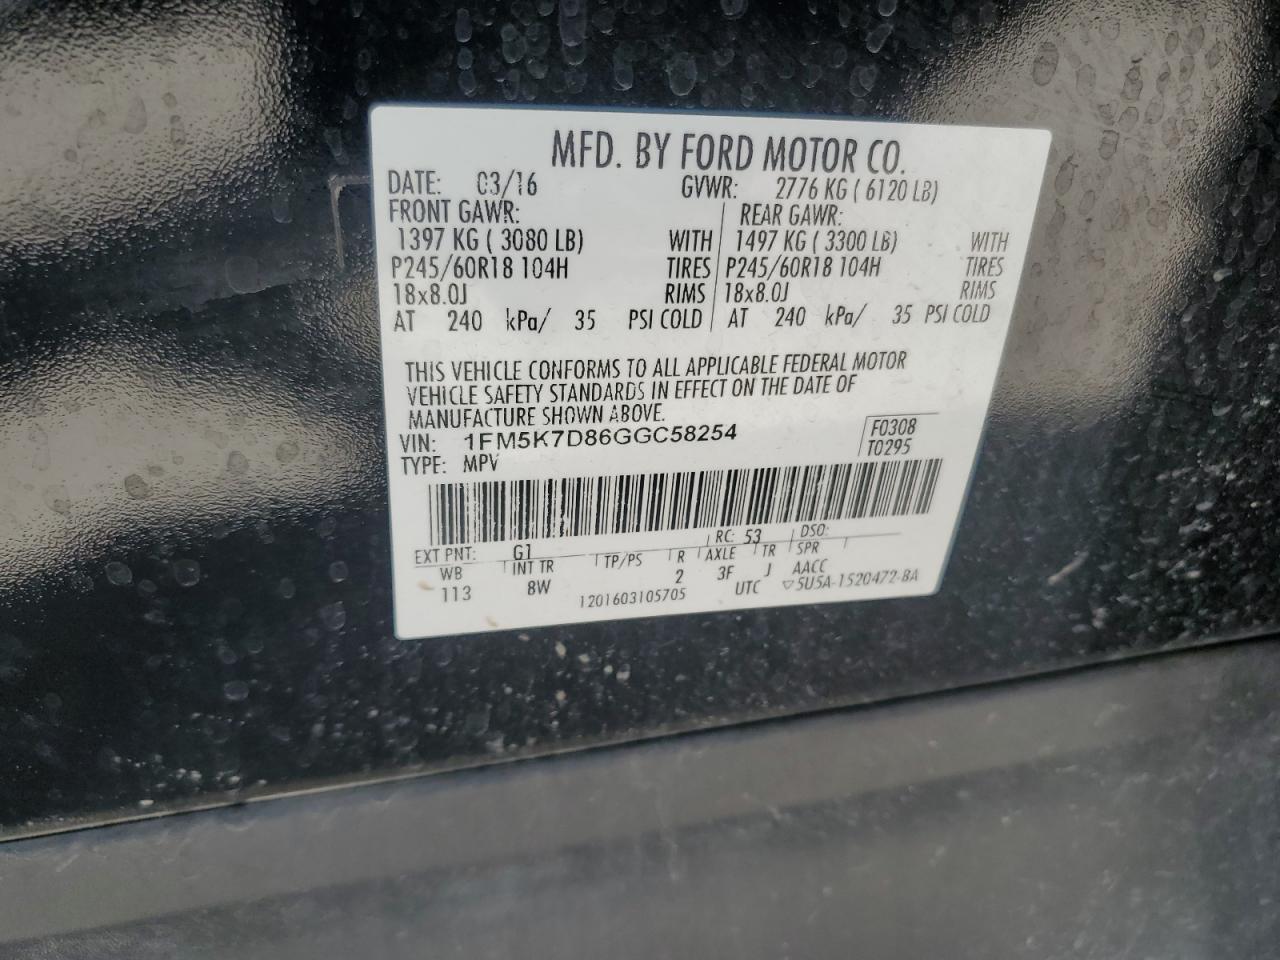 MFD. BY FORD MOTOR CO.
DATE: 03/16 GVWR: 2776 KG ( 6120 LB)
FRONT GAWR: REAR GAWR:
1397 KG ( 3080 LB) WITH 1497 KG ( 3300 LB) WITH
P245/60R18 104H TIRES P245/60R18 104H TIRES
18x8.0J RIMS 18x8.0J RIMS
AT 240 kPa/ 35 PSI COLD AT 240 kPa/ 35 PSI COLD
THIS VEHICLE CONFORMS TO ALL APPLICABLE FEDERAL MOTOR
VEHICLE SAFETY STANDARDS IN EFFECT ON THE DATE OF
MANUFACTURE SHOWN ABOVE.
VIN: 1FM5K7D86GGC58254 F0308
TYPE: MPV T0295
EXT PNT: G1 RC: 53 DSO:
WB INT TR TP/PS R AXLE TR SPR
113 8W 2 3F J AACC
1201603105705 UTC ▽5U5A-1520472-BA